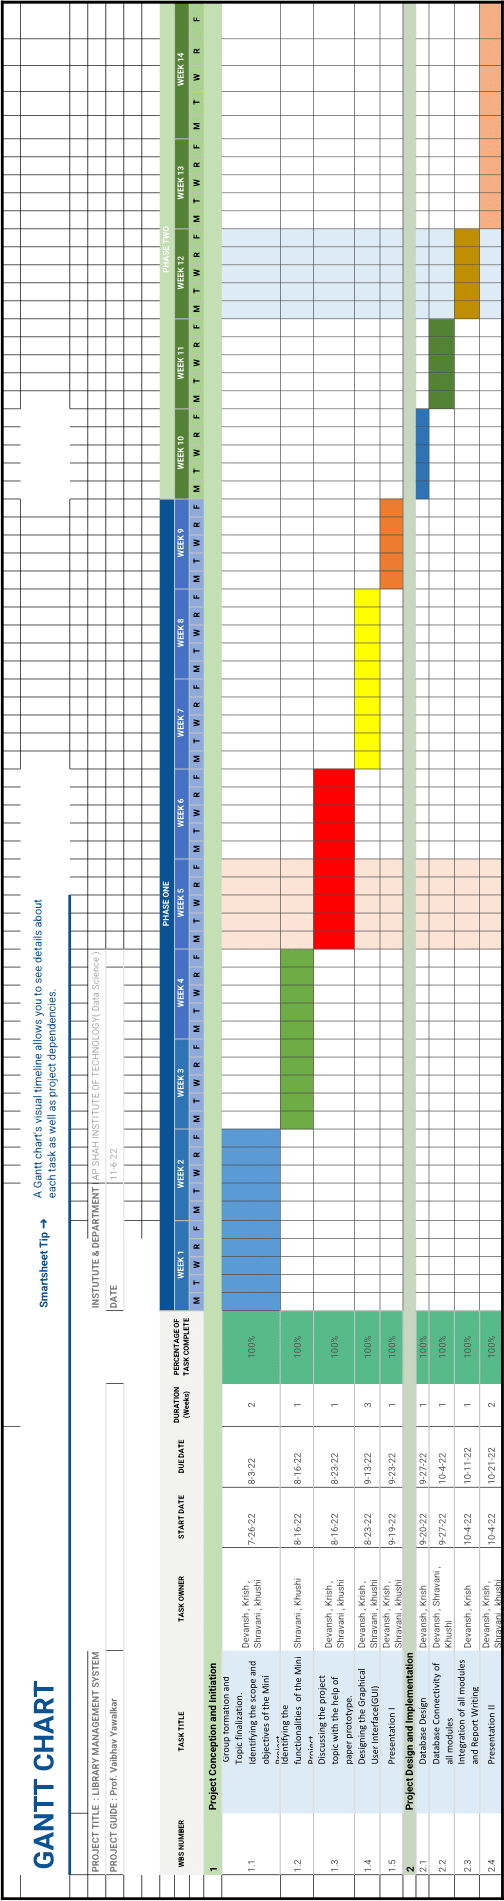 GANTT CHART
Smartsheet Tip ➜ A Gantt chart's visual timeline allows you to see details about
each task as well as project dependencies.
PROJECT TITLE : LIBRARY MANAGEMENT SYSTEM INSTUTUTE & DEPARTMENT AP SHAH INSTITUTE OF TECHNOLOGY( Data Science )
PROJECT GUIDE : Prof. Vaibhav Yawalkar DATE 11-6-22
PHASE ONE PHASE TWO
WBS NUMBER TASK TITLE TASK OWNER START DATE DUE DATE DURATION (Weeks) PERCENTAGE OF TASK COMPLETE WEEK 1 WEEK 2 WEEK 3 WEEK 4 WEEK 5 WEEK 6 WEEK 7 WEEK 8 WEEK 9 WEEK 10 WEEK 11 WEEK 12 WEEK 13 WEEK 14
M T W R F M T W R F M T W R F M T W R F M T W R F M T W R F M T W R F M T W R F M T W R F M T W R F M T W R F M T W R F M T W R F M T W R F
1 Project Conception and Initiation
1.1 Group formation and
Topic finalization.
Identifying the scope and
objectives of the Mini
Project
Devansh, Krish ,
Shravani , khushi
7-26-22 8-3-22 2 100%
1.2 Identifying the
functionalities of the Mini
Project
Shravani , Khushi 8-16-22 8-16-22 1 100%
1.3 Discussing the project
topic with the help of
paper prototype.
Devansh, Krish ,
Shravani , khushi
8-16-22 8-23-22 1 100%
1.4 Designing the Graphical
User Interface(GUI)
Devansh, Krish ,
Shravani , khushi
8-23-22 9-13-22 3 100%
1.5 Presentation I
Devansh, Krish ,
Shravani , khushi
9-19-22 9-23-22 1 100%
2 Project Design and Implementation
2.1 Database Design Devansh, Krish 9-20-22 9-27-22 1 100%
2.2 Database Connectivity of
all modules
Devansh, Shravani ,
Khushi
9-27-22 10-4-22 1 100%
2.3 Integration of all modules
and Report Writing
Devansh, Krish 10-4-22 10-11-22 1 100%
2.4 Presentation II
Devansh, Krish ,
Shravani , khushi
10-4-22 10-21-22 2 100%